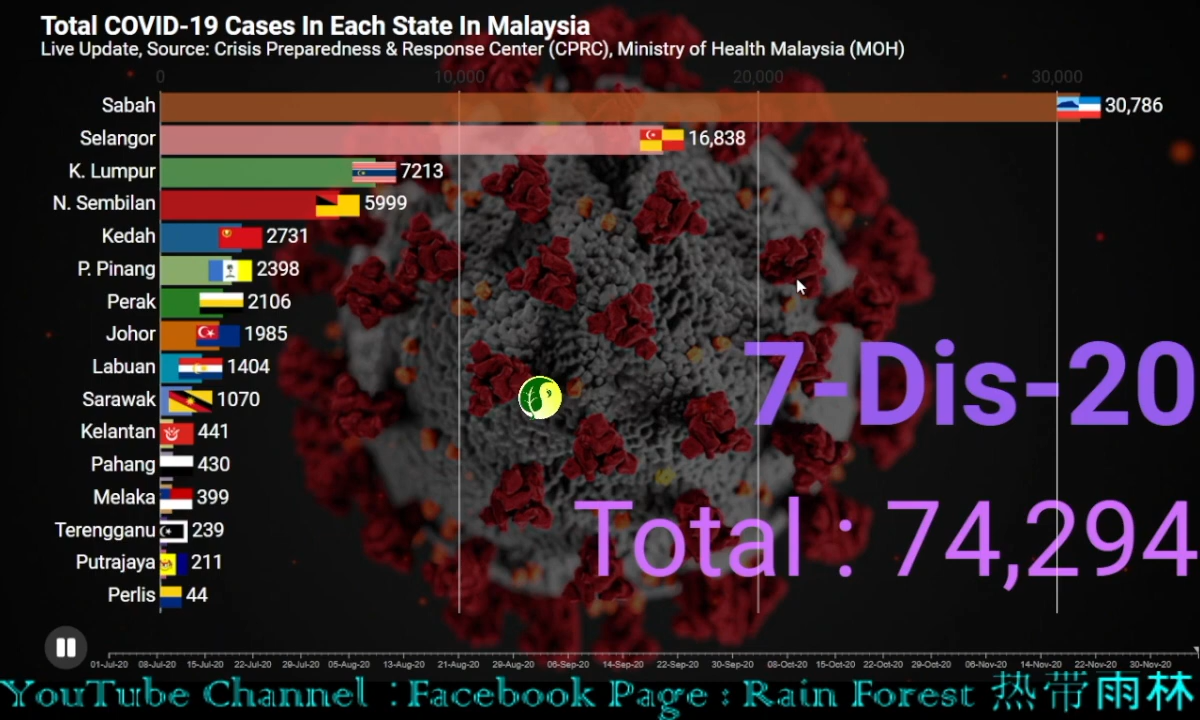 Total COVID-19 Cases In Each State In Malaysia
Live Update, Source: Crisis Preparedness & Response Center (CPRC), Ministry of Health Malaysia (MOH)
0 10,000 20,000 30,000
Sabah 30,786
Selangor 16,838
K. Lumpur 7213
N. Sembilan 5999
Kedah 2731
P. Pinang 2398
Perak 2106
Johor 1985
Labuan 1404
Sarawak 1070
Kelantan 441
Pahang 430
Melaka 399
Terengganu 239
Putrajaya 211
Perlis 44
7-Dis-20
Total : 74,294
01-Jul-20 08-Jul-20 15-Jul-20 22-Jul-20 29-Jul-20 05-Aug-20 13-Aug-20 21-Aug-20 29-Aug-20 06-Sep-20 14-Sep-20 22-Sep-20 30-Sep-20 08-Oct-20 15-Oct-20 22-Oct-20 29-Oct-20 06-Nov-20 14-Nov-20 22-Nov-20 30-Nov-20
YouTube Channel :Facebook Page : Rain Forest 热带雨林